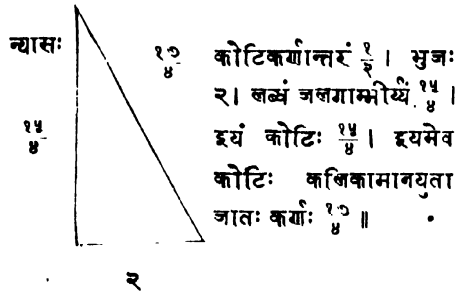 न्यासः
१७/४
१५/४
२
कोटिकर्णान्तरं १/२ । भुजः
२। लब्धं जलगाम्भीर्य्यं १५/४ ।
इयं कोटिः १५/४ । इयमेव
कोटिः कलिकामानयुता
जातः कर्णः १७/४ ॥